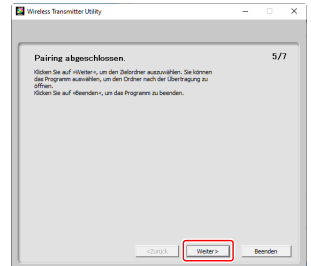 Wireless Transmitter Utility
Pairing abgeschlossen.
5/7
Klicken Sie auf »Weiter«, um den Zielordner auszuwählen. Sie können
das Programm auswählen, um den Ordner nach der Übertragung zu
öffnen.
Klicken Sie auf »Beenden«, um das Programm zu beenden.
<Zurück
Weiter>
Beenden